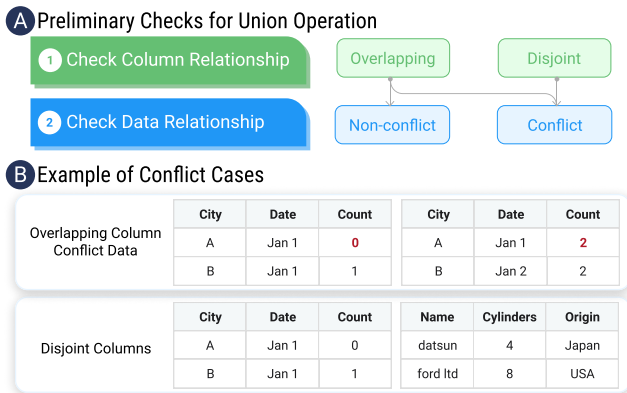 A Preliminary Checks for Union Operation
1 Check Column Relationship
Overlapping Disjoint
2 Check Data Relationship
Non-conflict Conflict
B Example of Conflict Cases
Overlapping Column
Conflict Data
City Date Count
A Jan 1 0
B Jan 1 1
City Date Count
A Jan 1 2
B Jan 2 2
Disjoint Columns
City Date Count
A Jan 1 0
B Jan 1 1
Name Cylinders Origin
datsun 4 Japan
ford ltd 8 USA